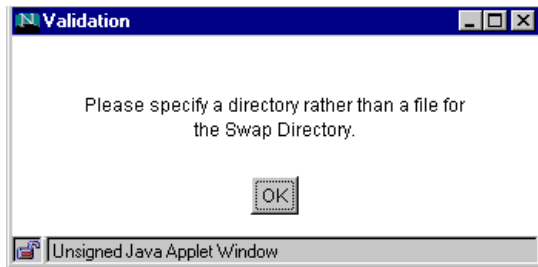 Validation
Please specify a directory rather than a file for
the Swap Directory.
OK
Unsigned Java Applet Window